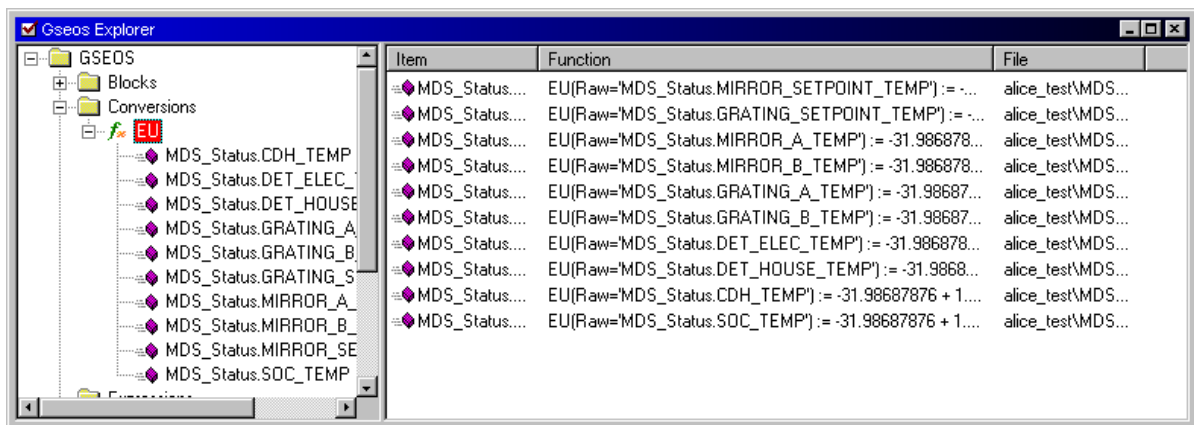 Gseos Explorer
GSEOS
Blocks
Conversions
EU
MDS_Status.CDH_TEMP
MDS_Status.DET_ELEC_
MDS_Status.DET_HOUSE
MDS_Status.GRATING_A
MDS_Status.GRATING_B
MDS_Status.GRATING_S
MDS_Status.MIRROR_A_
MDS_Status.MIRROR_B_
MDS_Status.MIRROR_SE
MDS_Status.SOC_TEMP
Item Function File
MDS_Status.... EU(Raw='MDS_Status.MIRROR_SETPOINT_TEMP') := -... alice_test\MDS...
MDS_Status.... EU(Raw='MDS_Status.GRATING_SETPOINT_TEMP') := -... alice_test\MDS...
MDS_Status.... EU(Raw='MDS_Status.MIRROR_A_TEMP') := -31.986878... alice_test\MDS...
MDS_Status.... EU(Raw='MDS_Status.MIRROR_B_TEMP') := -31.986878... alice_test\MDS...
MDS_Status.... EU(Raw='MDS_Status.GRATING_A_TEMP') := -31.98687... alice_test\MDS...
MDS_Status.... EU(Raw='MDS_Status.GRATING_B_TEMP') := -31.98687... alice_test\MDS...
MDS_Status.... EU(Raw='MDS_Status.DET_ELEC_TEMP') := -31.986878... alice_test\MDS...
MDS_Status.... EU(Raw='MDS_Status.DET_HOUSE_TEMP') := -31.9868... alice_test\MDS...
MDS_Status.... EU(Raw='MDS_Status.CDH_TEMP') := -31.98687876 + 1.... alice_test\MDS...
MDS_Status.... EU(Raw='MDS_Status.SOC_TEMP') := -31.98687876 + 1.... alice_test\MDS...